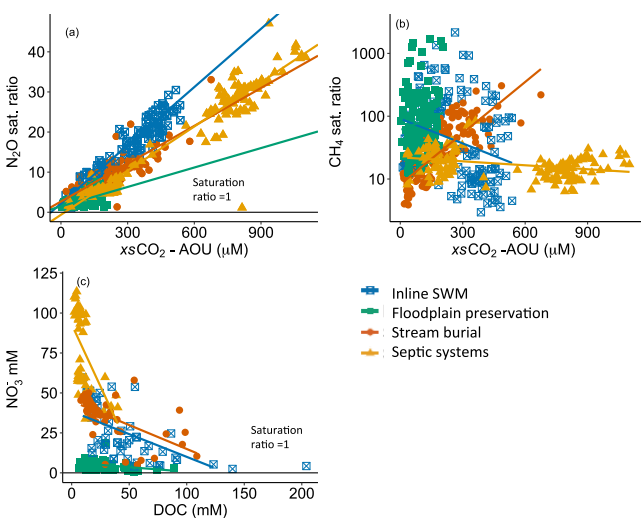 (a)
40
30
20
10
0
N₂O sat. ratio
Saturation
ratio =1
0 300 600 900
xsCO₂ - AOU (μM)
(b)
1000
100
10
CH₄ sat. ratio
0 300 600 900
xsCO₂ -AOU (μM)
(c)
125
100
75
50
25
0
NO₃⁻ mM
Saturation
ratio =1
0 50 100 150 200
DOC (mM)
Inline SWM
Floodplain preservation
Stream burial
Septic systems